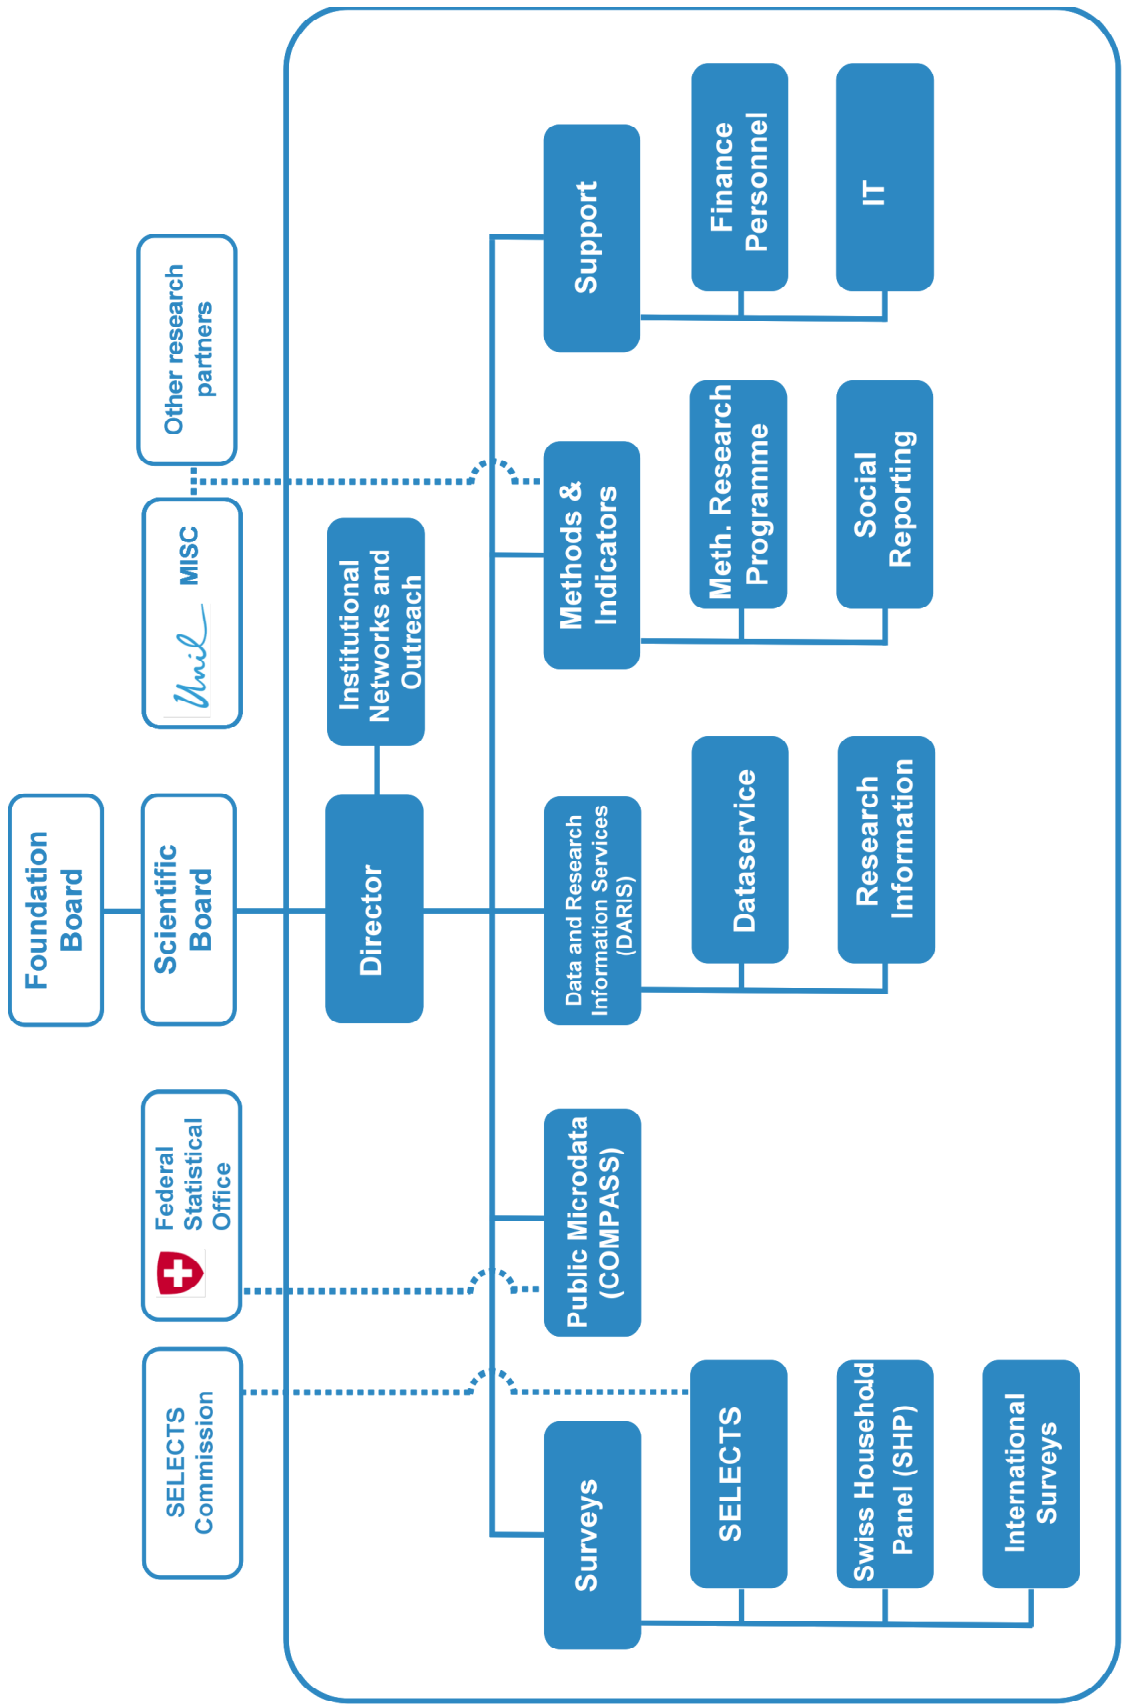 Foundation
Board
SELECTS
Commission
Federal
Statistical
Office
Scientific
Board
Unil
MISC
Other research
partners
Director
Institutional
Networks and
Outreach
Surveys
Public Microdata
(COMPASS)
Data and Research
Information Services
(DARIS)
Methods &
Indicators
Support
SELECTS
Swiss Household
Panel (SHP)
International
Surveys
Dataservice
Research
Information
Meth. Research
Programme
Social
Reporting
Finance
Personnel
IT